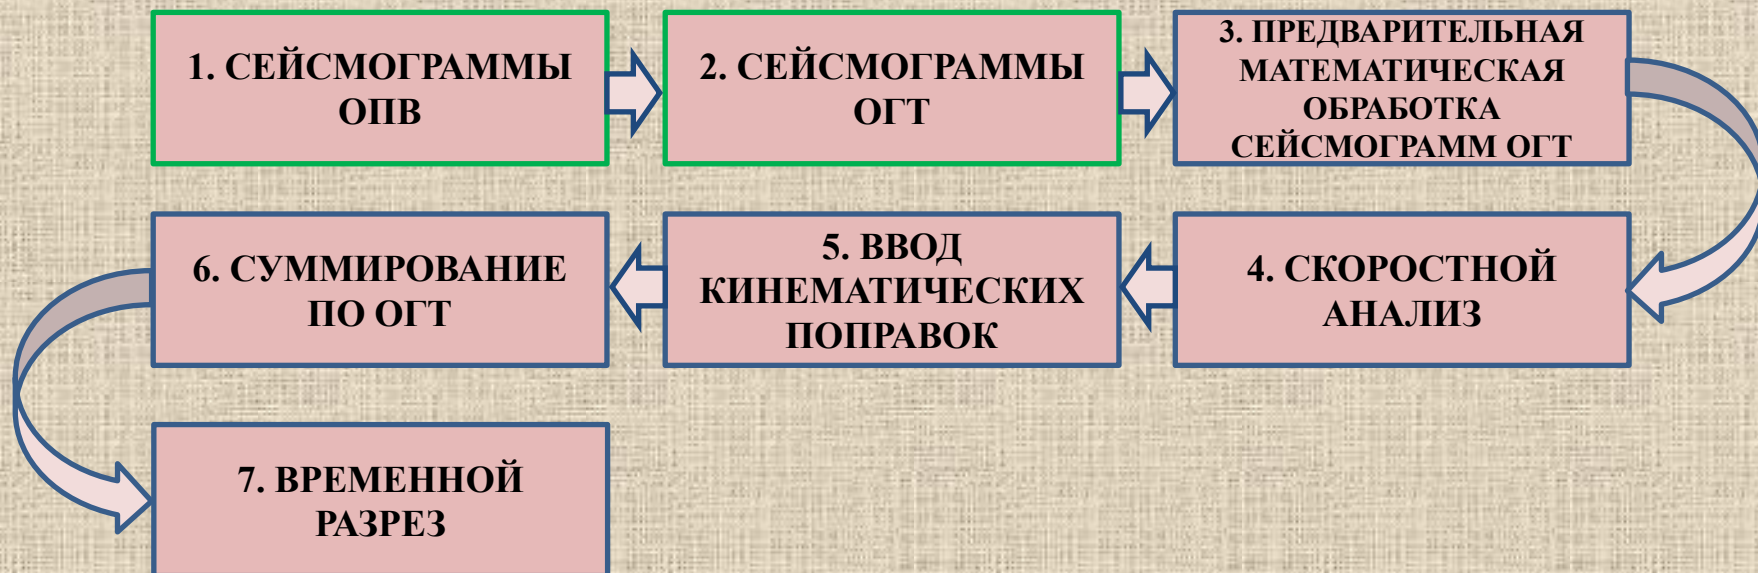 1. СЕЙСМОГРАММЫ
ОПВ
2. СЕЙСМОГРАММЫ
ОГТ
3. ПРЕДВАРИТЕЛЬНАЯ
МАТЕМАТИЧЕСКАЯ
ОБРАБОТКА
СЕЙСМОГРАММ ОГТ
4. СКОРОСТНОЙ
АНАЛИЗ
5. ВВОД
КИНЕМАТИЧЕСКИХ
ПОПРАВОК
6. СУММИРОВАНИЕ
ПО ОГТ
7. ВРЕМЕННОЙ
РАЗРЕЗ